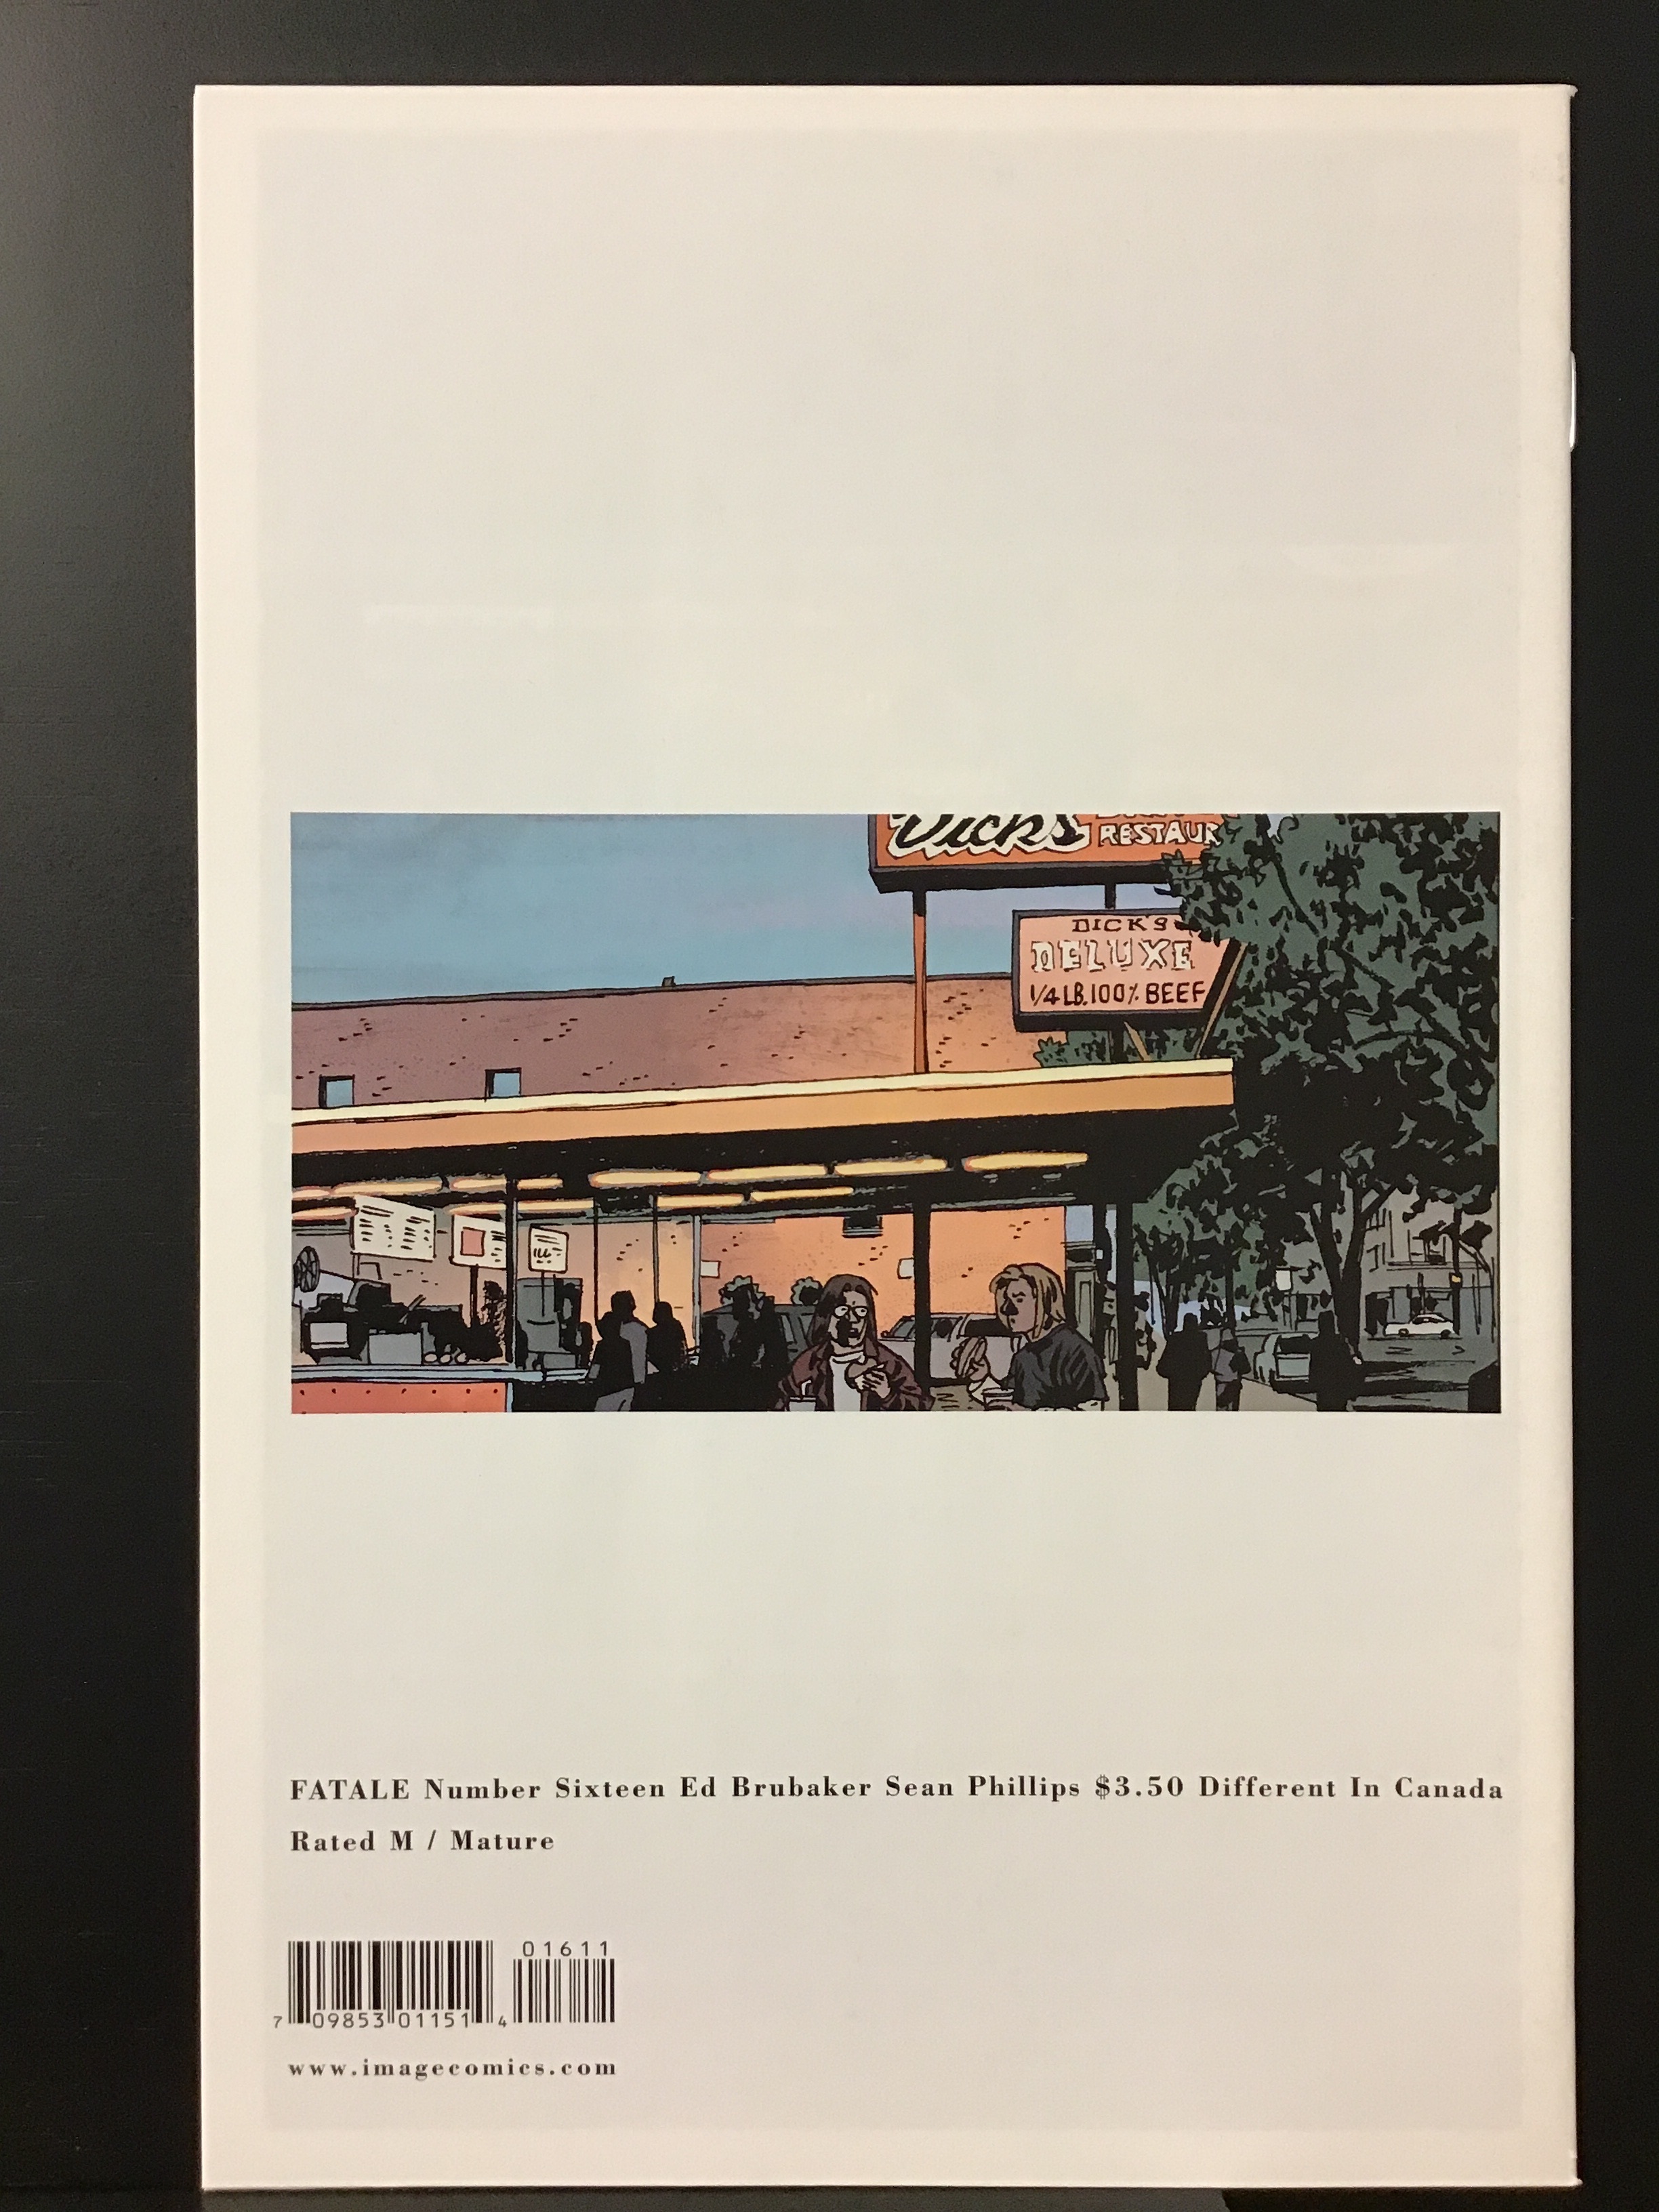 Dick's
RESTAUR
DICK'S
DELUXE
1/4 LB. 100% BEEF
FATALE Number Sixteen Ed Brubaker Sean Phillips $3.50 Different In Canada
Rated M / Mature
01611
7 09853 01151 4
www.imagecomics.com